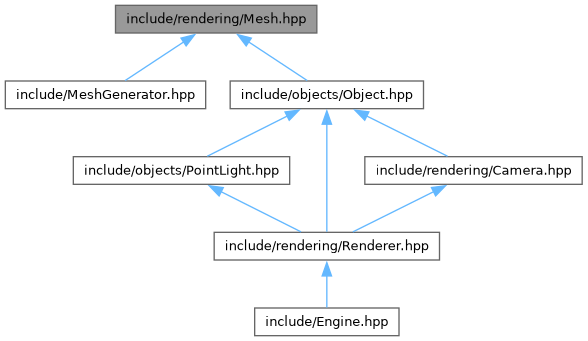 include/rendering/Mesh.hpp
include/MeshGenerator.hpp
include/objects/Object.hpp
include/objects/PointLight.hpp
include/rendering/Camera.hpp
include/rendering/Renderer.hpp
include/Engine.hpp